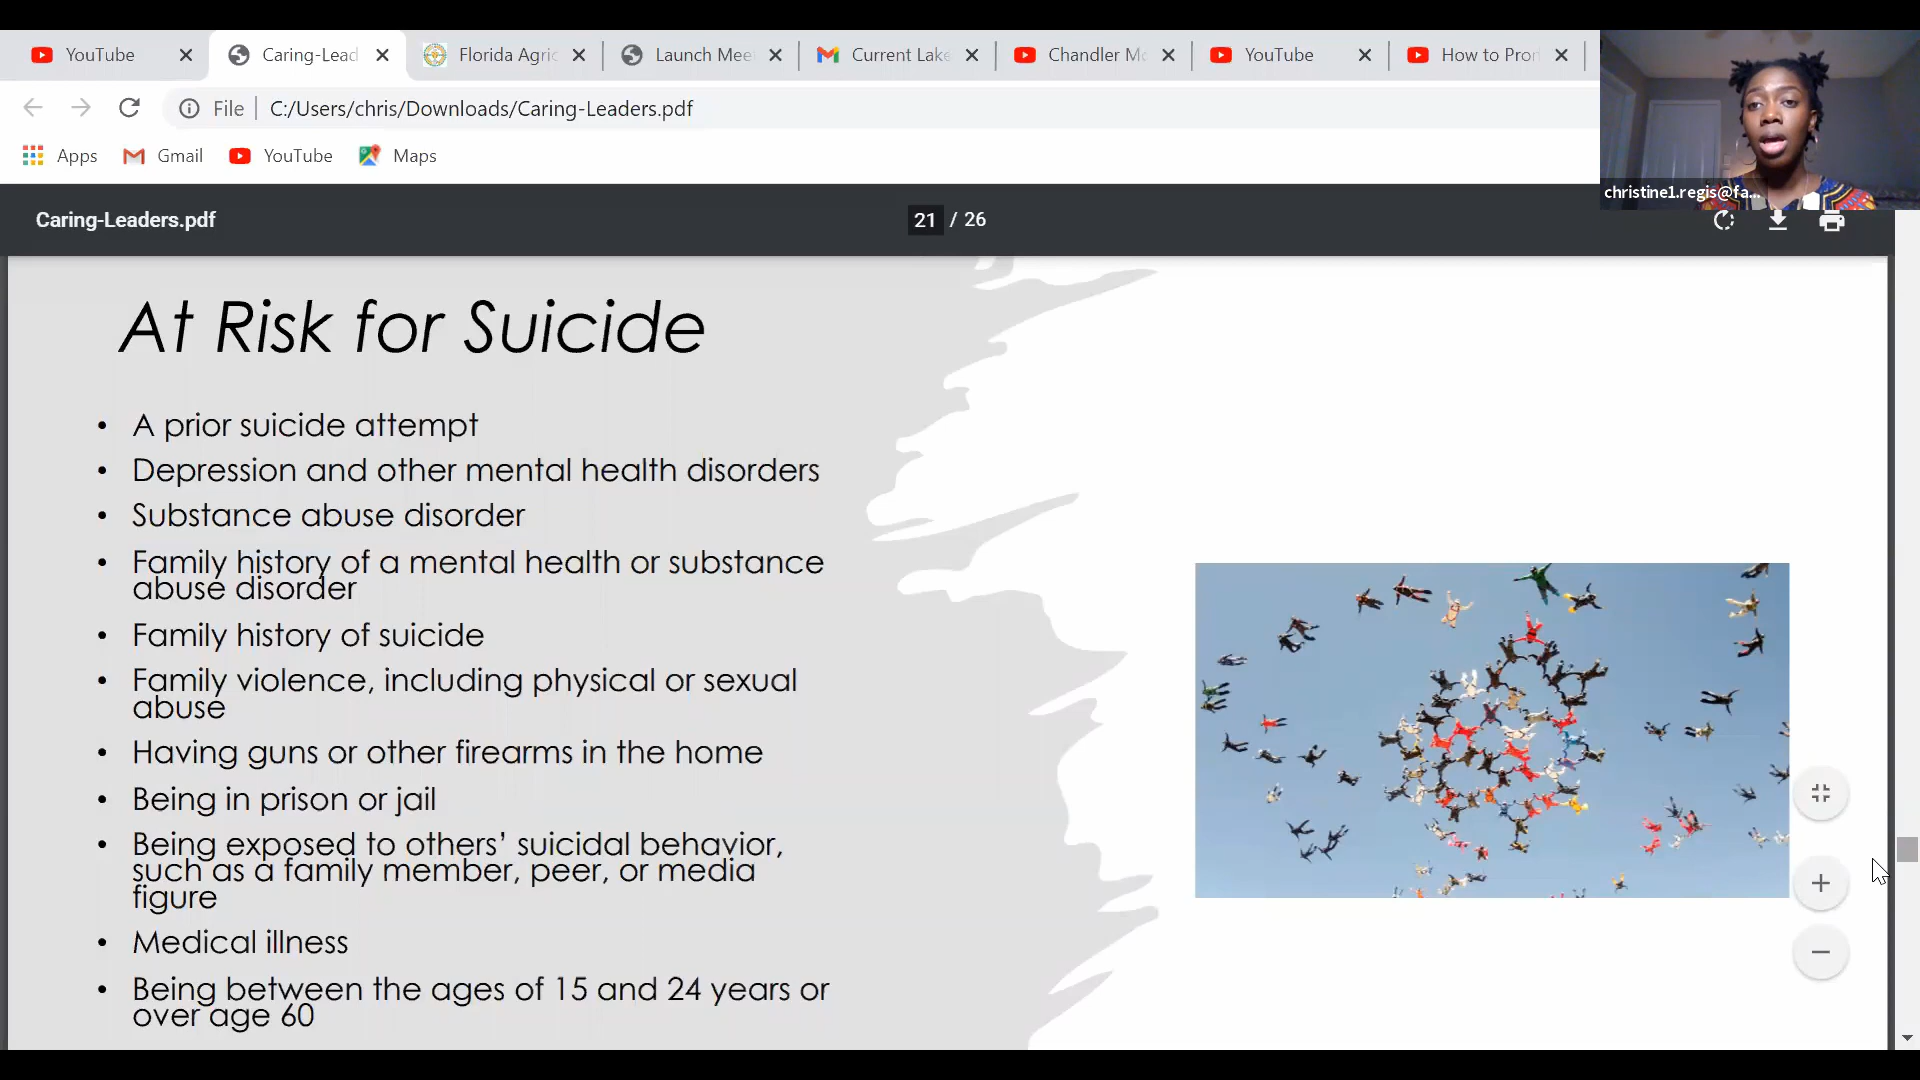 YouTube
Caring-Lead
Florida Agric
Launch Mee
Current Lake
Chandler Mc
YouTube
How to Pron
File
C:/Users/chris/Downloads/Caring-Leaders.pdf
Apps
Gmail
YouTube
Maps
christine1.regis@fa...
Caring-Leaders.pdf
21 / 26
At Risk for Suicide
• A prior suicide attempt
• Depression and other mental health disorders
• Substance abuse disorder
• Family history of a mental health or substance
abuse disorder
• Family history of suicide
• Family violence, including physical or sexual
abuse
• Having guns or other firearms in the home
• Being in prison or jail
• Being exposed to others’ suicidal behavior,
such as a family member, peer, or media
figure
• Medical illness
• Being between the ages of 15 and 24 years or
over age 60